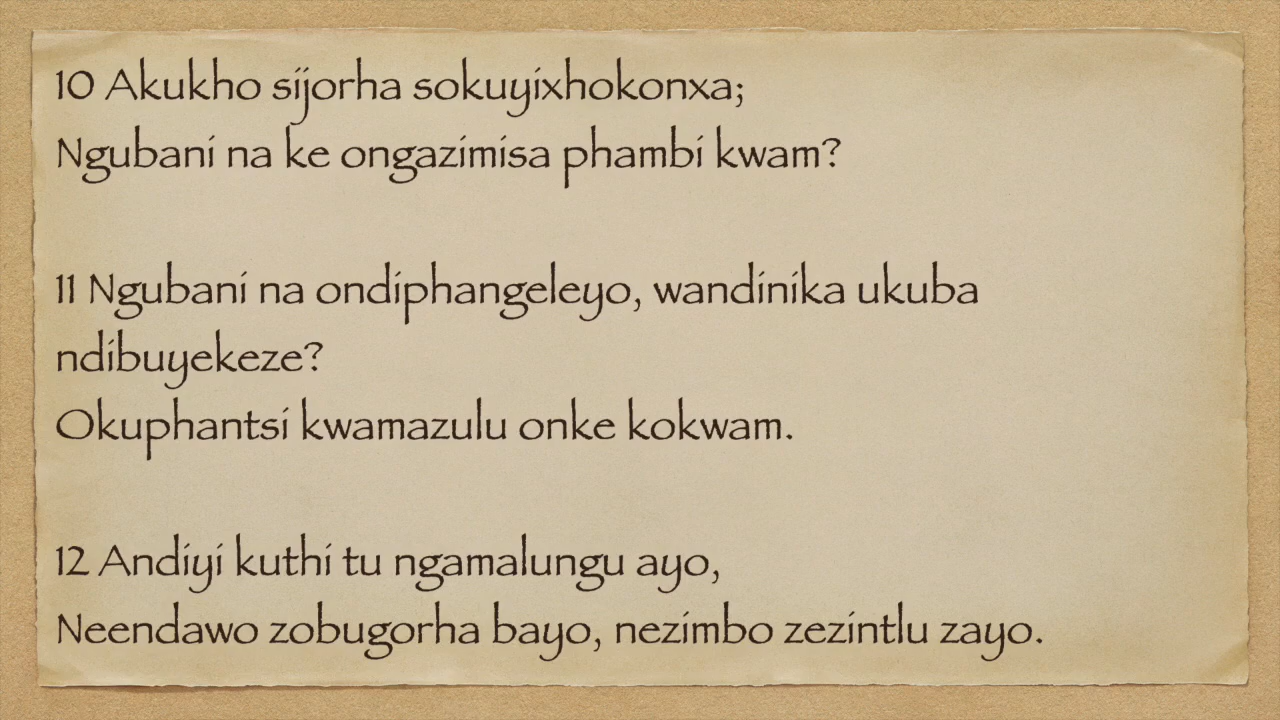 10 Akukho sijorha sokuyixhokonxa;
Ngubani na ke ongazimisa phambi kwam?
11 Ngubani na ondiphangeleyo, wandinika ukuba
ndibuyekeze?
Okuphantsi kwamazulu onke kokwam.
12 Andiyi kuthi tu ngamalungu ayo,
Neendawo zobugorha bayo, nezimbo zezintlu zayo.